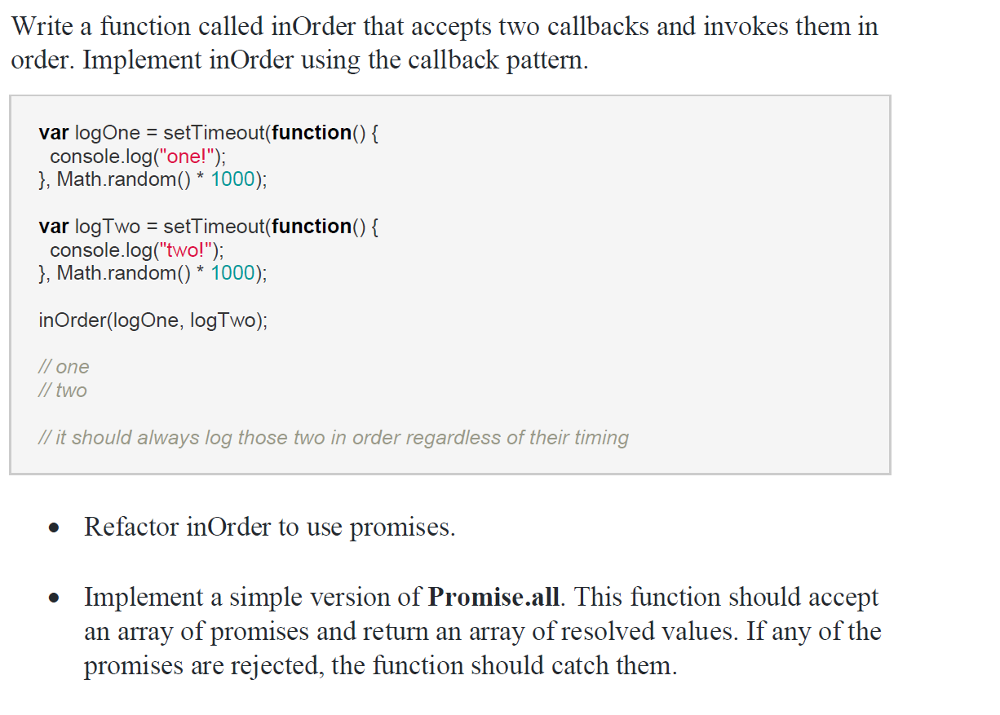 Write a function called inOrder that accepts two callbacks and invokes them in
order. Implement inOrder using the callback pattern.
var logOne = setTimeout(function() {
console.log("one!");
}, Math.random() * 1000);
var logTwo = setTimeout(function() {
console.log("two!");
}, Math.random() * 1000);
inOrder(logOne, logTwo);
// one
// two
// it should always log those two in order regardless of their timing
• Refactor inOrder to use promises.
• Implement a simple version of Promise.all. This function should accept
an array of promises and return an array of resolved values. If any of the
promises are rejected, the function should catch them.